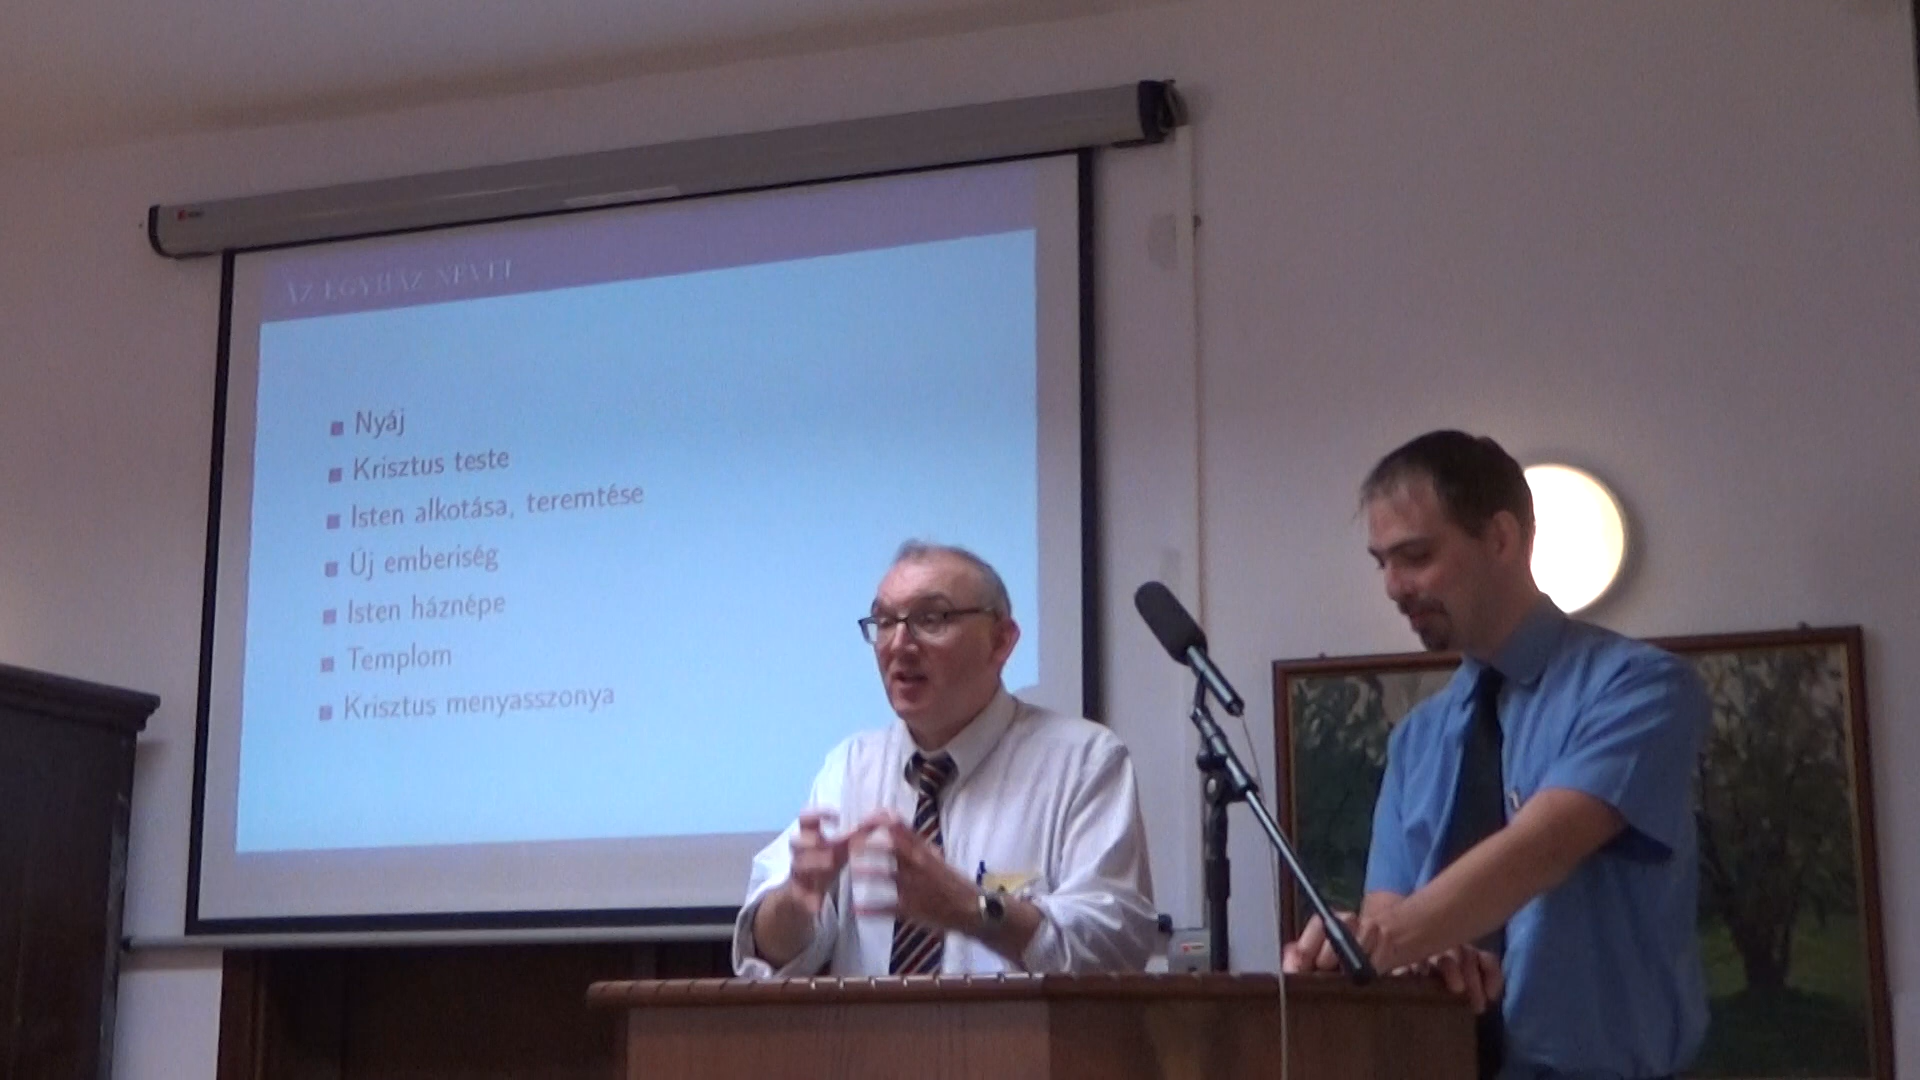 AZ EGYHÁZ NEVEI
Nyáj
Krisztus teste
Isten alkotása, teremtése
Új emberiség
Isten háznépe
Templom
Krisztus menyasszonya